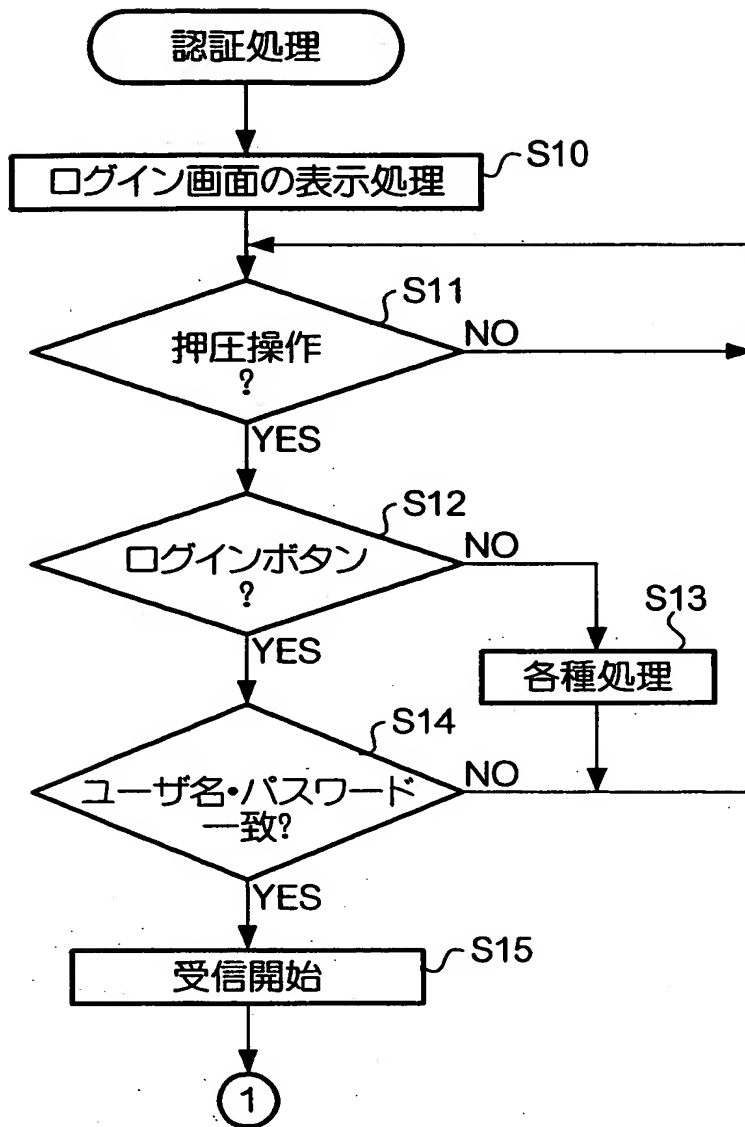 認証処理
S10
ログイン画面の表示処理
S11
押圧操作
?
NO
YES
S12
ログインボタン
?
NO
YES
S13
各種処理
S14
ユーザ名・パスワード
一致?
NO
YES
S15
受信開始
1